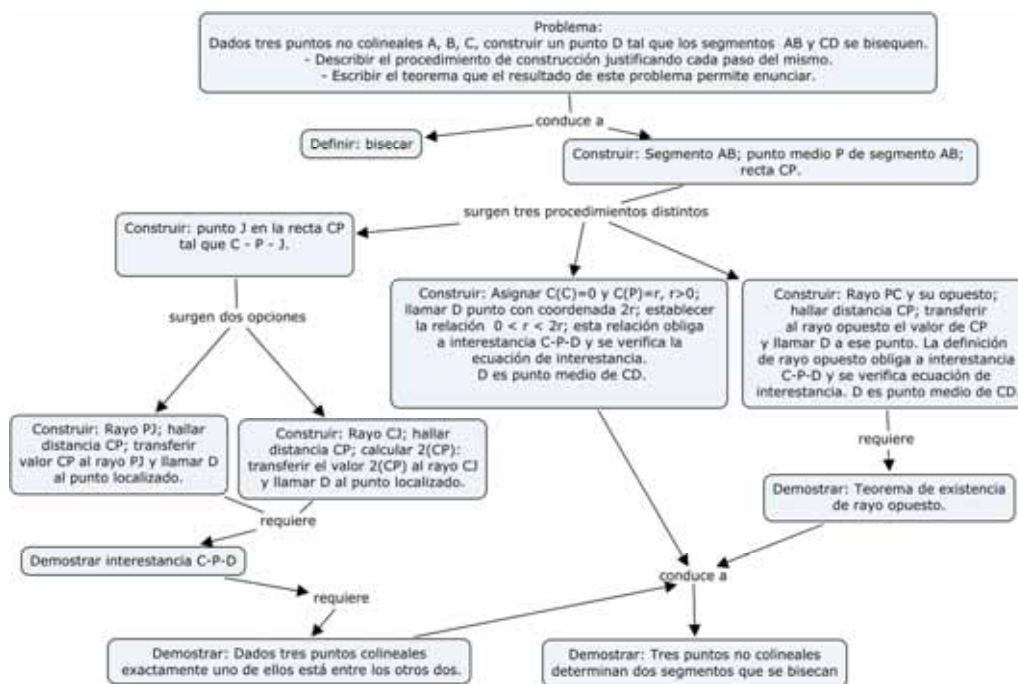 Problema:
Dados tres puntos no colineales A, B, C, construir un punto D tal que los segmentos AB y CD se bisequen.
- Describir el procedimiento de construcción justificando cada paso del mismo.
- Escribir el teorema que el resultado de este problema permite enunciar.
conduce a
Definir: bisecar
Construir: Segmento AB; punto medio P de segmento AB;
recta CP.
surgen tres procedimientos distintos
Construir: punto J en la recta CP
tal que C - P - J.
surgen dos opciones
Construir: Asignar C(C)=0 y C(P)=r, r>0;
llamar D punto con coordenada 2r; establecer
la relación 0 < r < 2r; esta relación obliga
a interestancia C-P-D y se verifica la
ecuación de interestancia.
D es punto medio de CD.
Construir: Rayo PC y su opuesto;
hallar distancia CP; transferir
al rayo opuesto el valor de CP
y llamar D a ese punto. La definición
de rayo opuesto obliga a interestancia
C-P-D y se verifica ecuación de
interestancia. D es punto medio de CD.
Construir: Rayo PJ; hallar
distancia CP; transferir
valor CP al rayo PJ y llamar D
al punto localizado.
Construir: Rayo CJ; hallar
distancia CP; calcular 2(CP):
transferir el valor 2(CP) al rayo CJ
y llamar D al punto localizado.
requiere
Demostrar: Teorema de existencia
de rayo opuesto.
requiere
Demostrar interestancia C-P-D
requiere
conduce a
Demostrar: Dados tres puntos colineales
exactamente uno de ellos está entre los otros dos.
Demostrar: Tres puntos no colineales
determinan dos segmentos que se bisecan